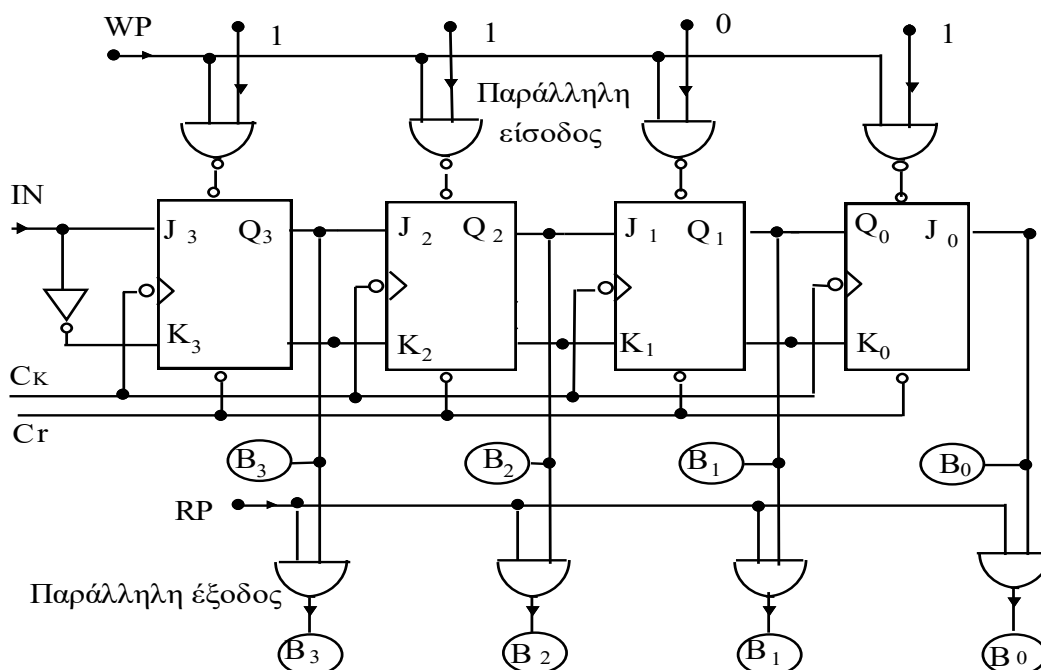 WP 1 1 0 1
Παράλληλη
είσοδος
IN
J3 Q3 J2 Q2 J1 Q1 Q0 J0
K3 K2 K1 K0
CK
Cr
B3 B2 B1 B0
RP
Παράλληλη έξοδος
B3 B2 B1 B0